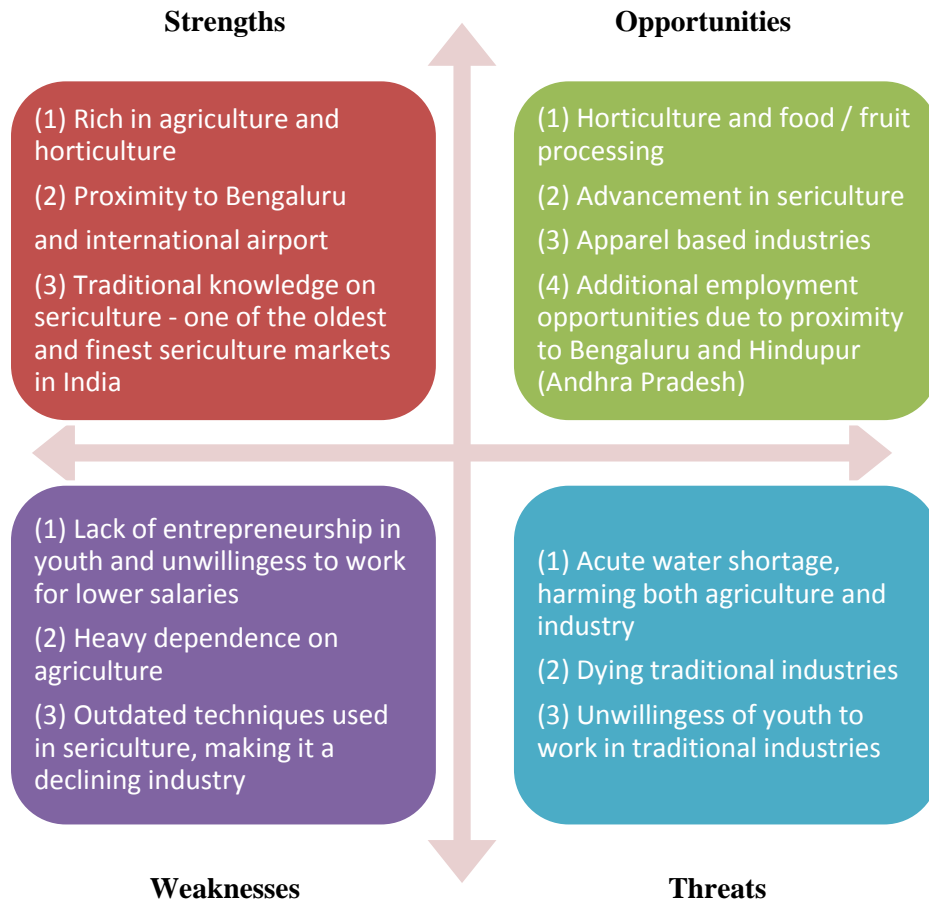 Strengths
Opportunities
(1) Rich in agriculture and
horticulture
(2) Proximity to Bengaluru
and international airport
(3) Traditional knowledge on
sericulture - one of the oldest
and finest sericulture markets
in India
(1) Horticulture and food / fruit
processing
(2) Advancement in sericulture
(3) Apparel based industries
(4) Additional employment
opportunities due to proximity
to Bengaluru and Hindupur
(Andhra Pradesh)
(1) Lack of entrepreneurship in
youth and unwillingess to work
for lower salaries
(2) Heavy dependence on
agriculture
(3) Outdated techniques used
in sericulture, making it a
declining industry
(1) Acute water shortage,
harming both agriculture and
industry
(2) Dying traditional industries
(3) Unwillingess of youth to
work in traditional industries
Weaknesses
Threats